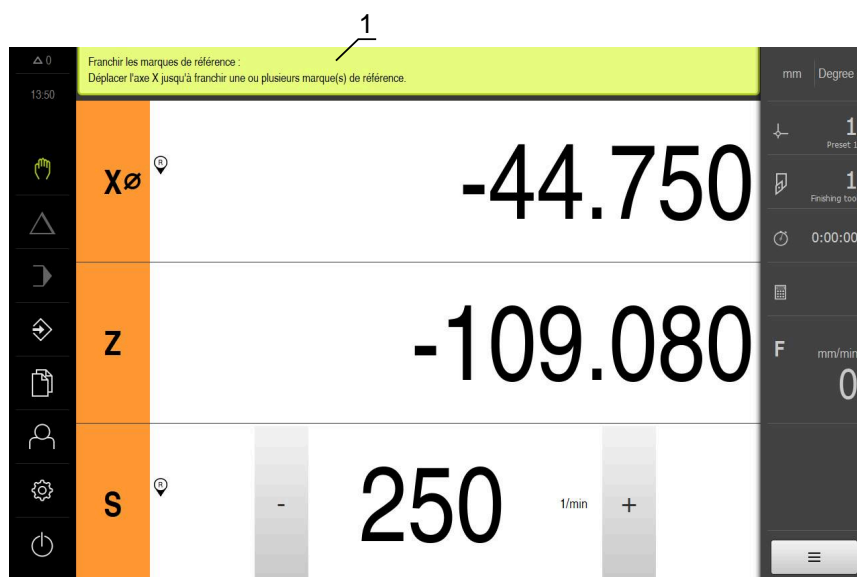 1
△ 0
Franchir les marques de référence :
Déplacer l'axe X jusqu'à franchir une ou plusieurs marque(s) de référence.
mm Degree
13:50
X⌀ R -44.750
1
Preset 1
1
Finishing too
0:00:00
Z -109.080
F mm/min
0
S R - 250 1/min +